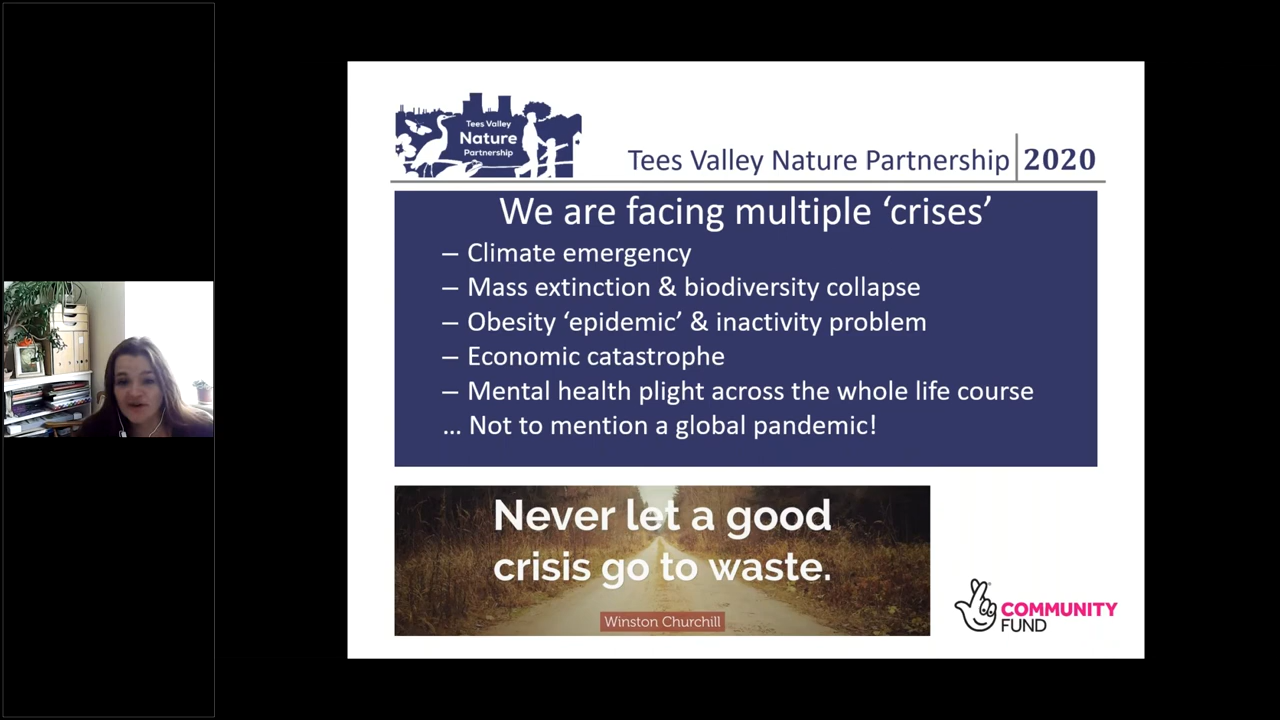 Tees Valley
Nature
Partnership
Tees Valley Nature Partnership 2020
We are facing multiple ‘crises’
– Climate emergency
– Mass extinction & biodiversity collapse
– Obesity ‘epidemic’ & inactivity problem
– Economic catastrophe
– Mental health plight across the whole life course
… Not to mention a global pandemic!
Never let a good
crisis go to waste.
Winston Churchill
COMMUNITY
FUND